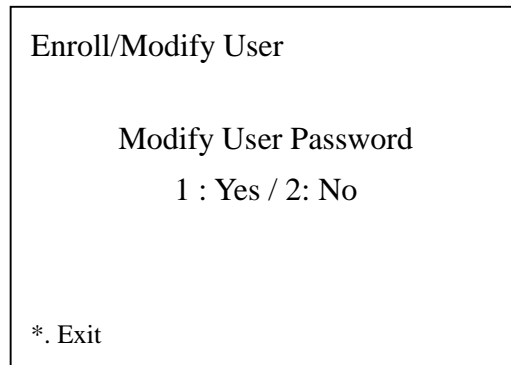 Enroll/Modify User
Modify User Password
1 : Yes / 2: No
*. Exit